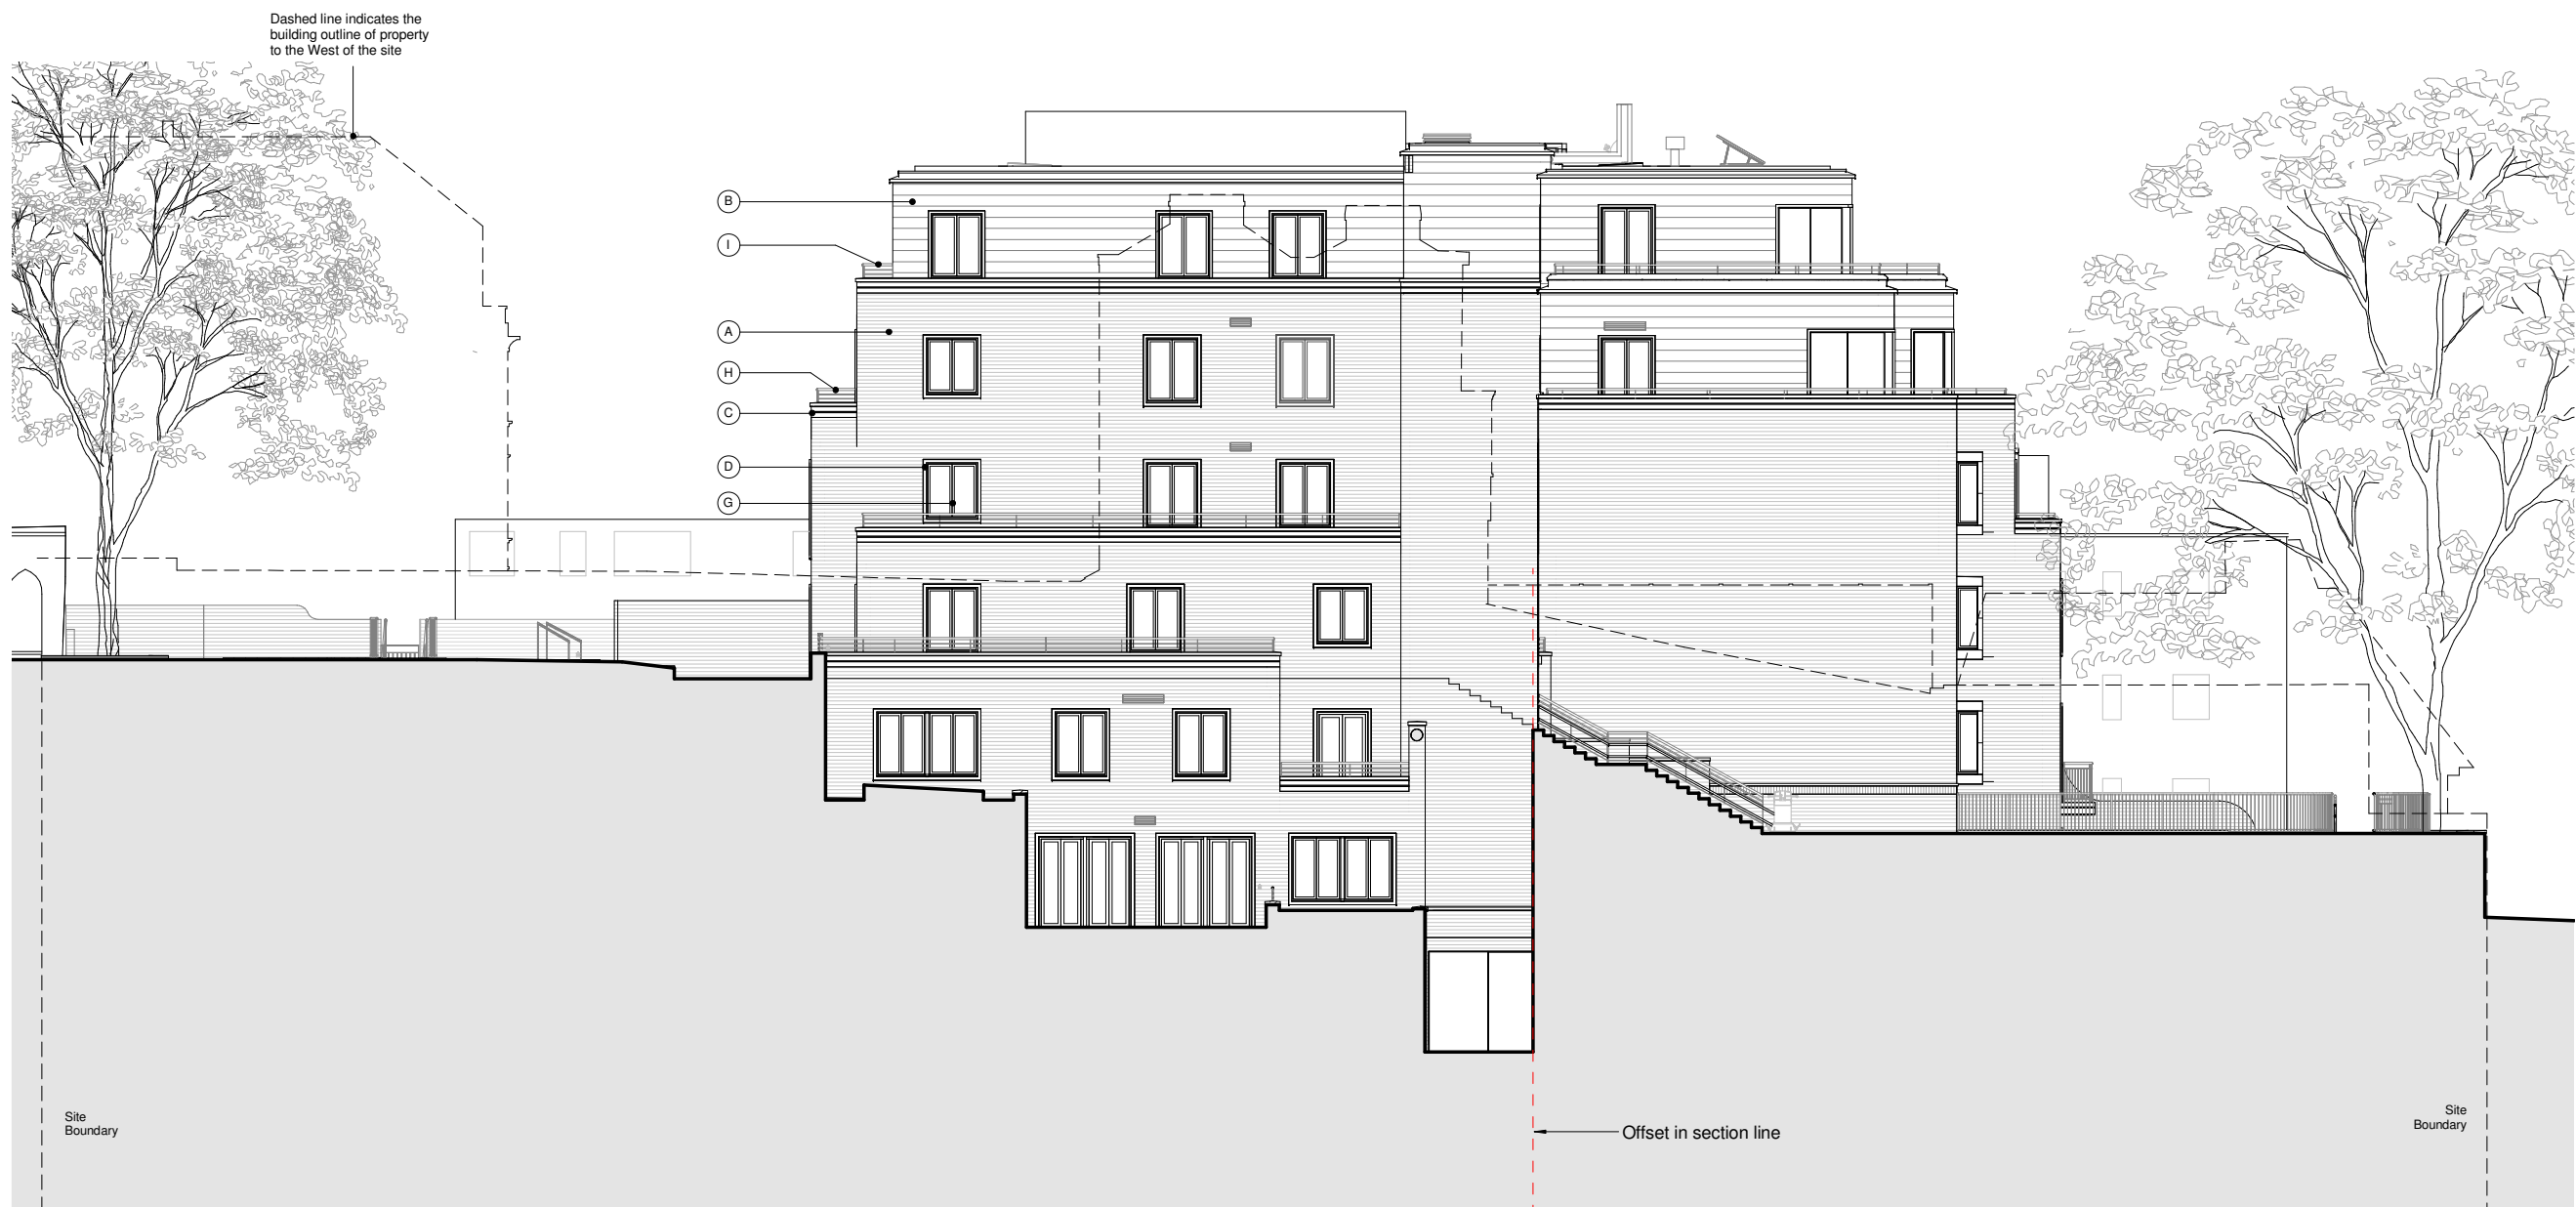 Dashed line indicates the
building outline of property
to the West of the site
B
I
A
H
C
D
G
Site
Boundary
Offset in section line
Site
Boundary